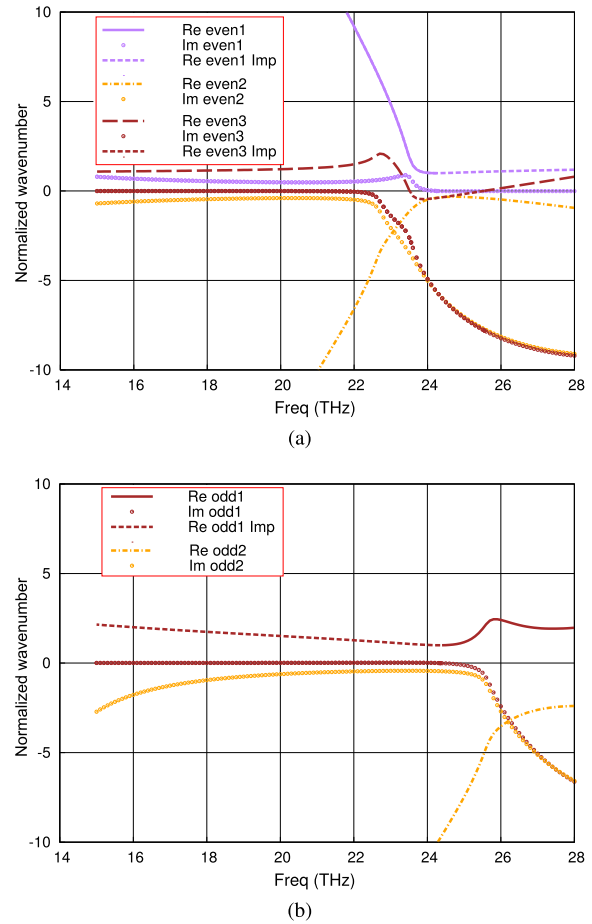 10
5
0
-5
-10
Normalized wavenumber
Re even1
Im even1
Re even1 Imp
Re even2
Im even2
Re even3
Im even3
Re even3 Imp
14 16 18 20 22 24 26 28
Freq (THz)
(a)
10
5
0
-5
-10
Normalized wavenumber
Re odd1
Im odd1
Re odd1 Imp
Re odd2
Im odd2
14 16 18 20 22 24 26 28
Freq (THz)
(b)